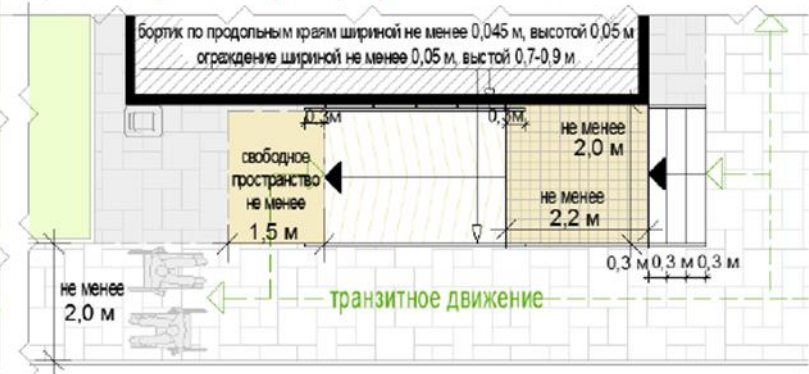 бортик по продольным краям шириной не менее 0,045 м, высотой 0,05 м
ограждение шириной не менее 0,05 м, выстой 0,7-0,9 м
0,3м
0,5м
не менее
2,0 м
свободное
пространство
не менее
1,5 м
не менее
2,2 м
0,3 м 0,3 м 0,3 м
не менее
2,0 м
транзитное движение